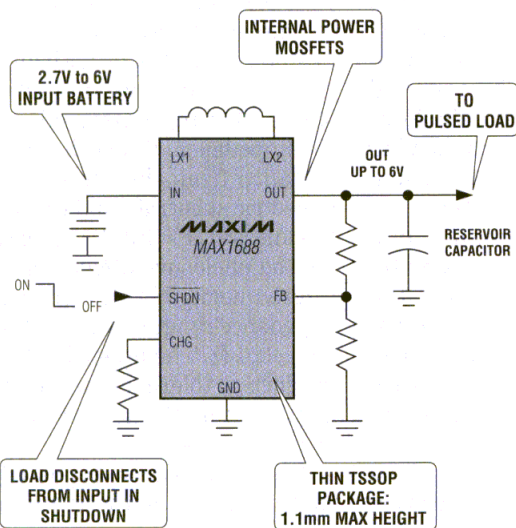 INTERNAL POWER
MOSFETS
2.7V to 6V
INPUT BATTERY
TO
PULSED LOAD
LX1
LX2
OUT
UP TO 6V
IN
OUT
MAXIM
MAX1688
RESERVOIR
CAPACITOR
ON
OFF
SHDN
FB
CHG
GND
LOAD DISCONNECTS
FROM INPUT IN
SHUTDOWN
THIN TSSOP
PACKAGE:
1.1mm MAX HEIGHT